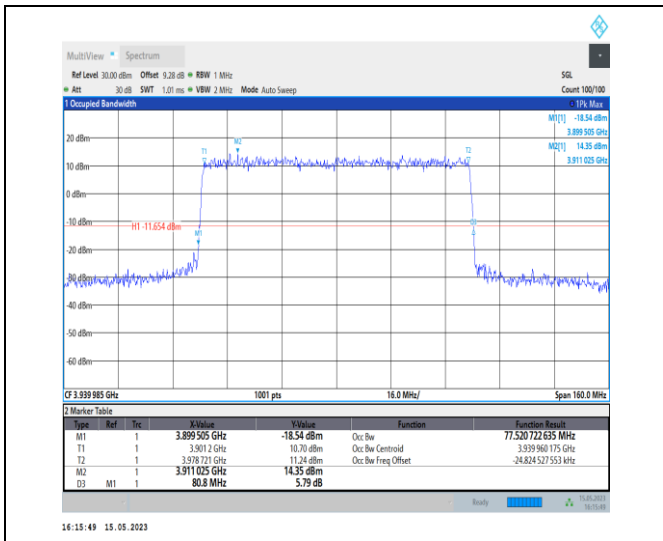 MultiView Spectrum
Ref Level 30.00 dBm Offset 9.28 dB RBW 1 MHz SGL
Att 30 dB SWT 1.01 ms VBW 2 MHz Mode Auto Sweep Count 100/100
1 Occupied Bandwidth 1Pk Max
M1[1] -18.54 dBm
3.899 505 GHz
M2[1] 14.35 dBm
3.911 025 GHz
20 dBm
T1
M2
T2
10 dBm
0 dBm
-10 dBm
H1 -11.654 dBm
M1
D3
-20 dBm
-30 dBm
-40 dBm
-50 dBm
-60 dBm
CF 3.939 985 GHz 1001 pts 16.0 MHz/ Span 160.0 MHz
2 Marker Table
Type Ref Trc X-Value Y-Value Function Function Result
M1 1 3.899 505 GHz -18.54 dBm Occ Bw 77.520 722 635 MHz
T1 1 3.901 2 GHz 10.70 dBm Occ Bw Centroid 3.939 960 175 GHz
T2 1 3.978 721 GHz 11.24 dBm Occ Bw Freq Offset -24.824 527 553 kHz
M2 1 3.911 025 GHz 14.35 dBm
D3 M1 1 80.8 MHz 5.79 dB
Ready 15.05.2023
16:15:49
16:15:49 15.05.2023